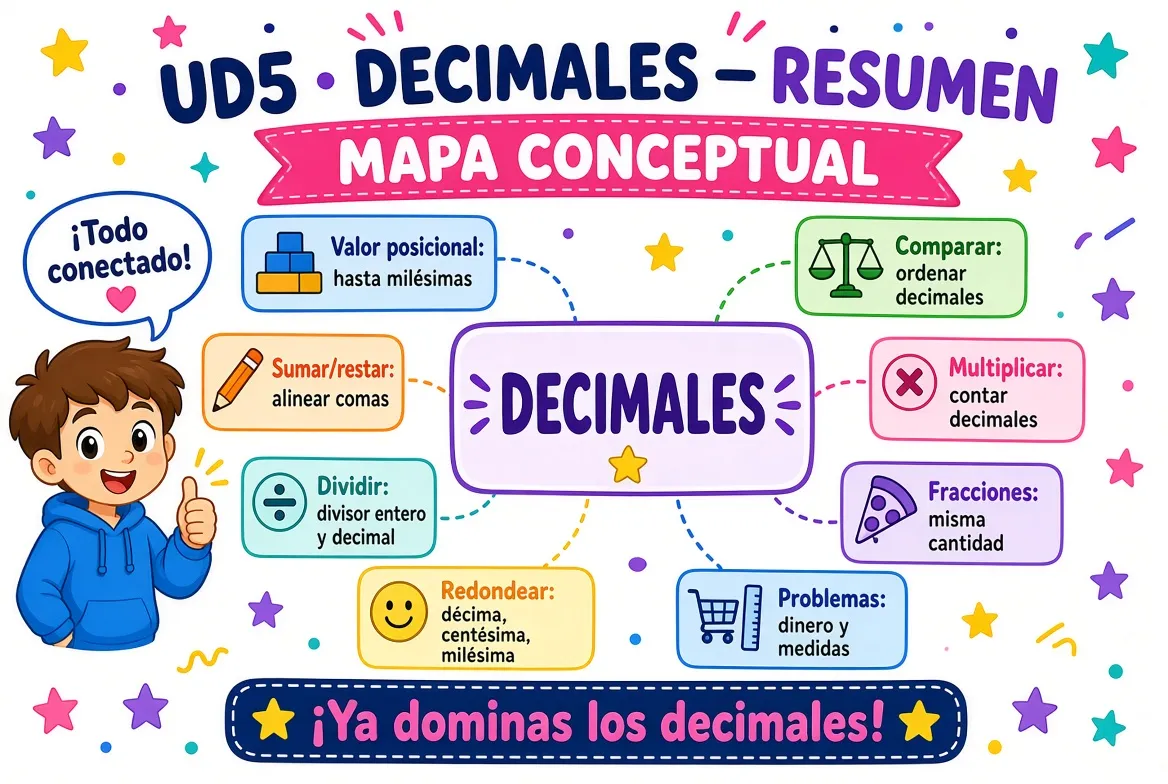 UD5 • DECIMALES – RESUMEN
MAPA CONCEPTUAL
¡Todo
conectado!
Valor posicional:
hasta milésimas
Comparar:
ordenar
decimales
Sumar/restar:
alinear comas
DECIMALES
Multiplicar:
contar
decimales
Dividir:
divisor entero
y decimal
Fracciones:
misma
cantidad
Redondear:
décima,
centésima,
milésima
Problemas:
dinero y
medidas
¡Ya dominas los decimales!